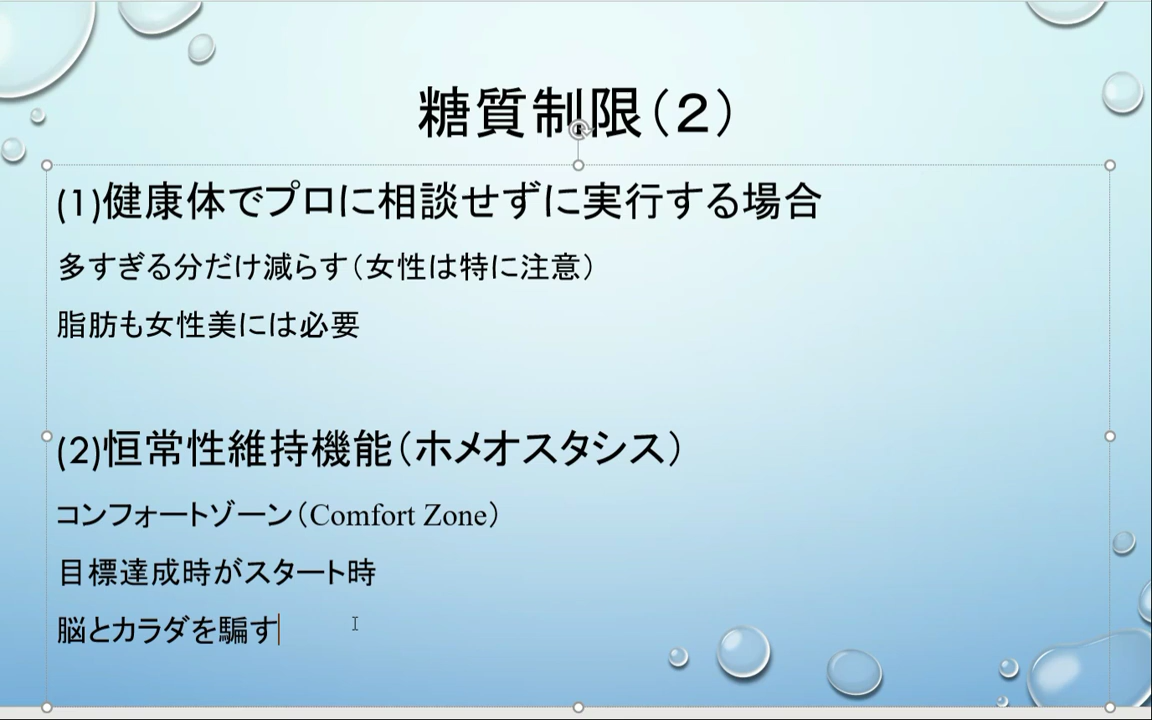 糖質制限（２）
(1)健康体でプロに相談せずに実行する場合
多すぎる分だけ減らす（女性は特に注意）
脂肪も女性美には必要
(2)恒常性維持機能（ホメオスタシス）
コンフォートゾーン（Comfort Zone）
目標達成時がスタート時
脳とカラダを騙す